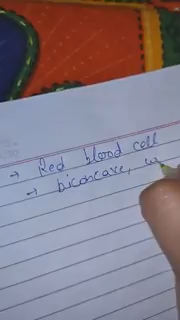 → Red blood cell
→ biconcave,